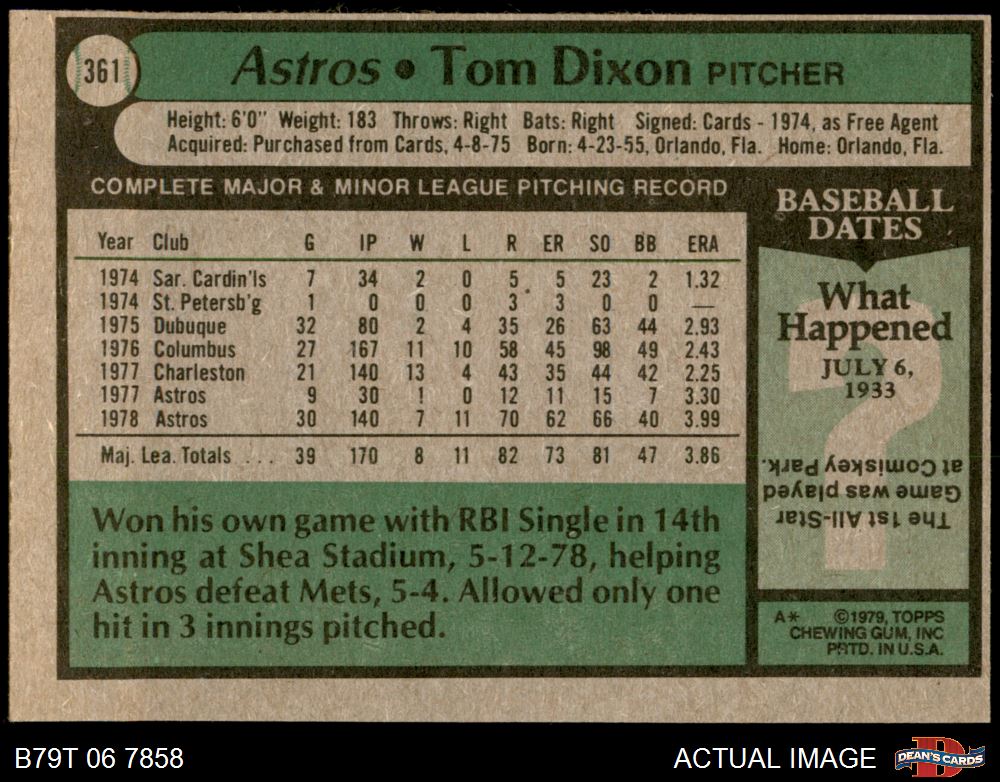 361
Astros • Tom Dixon PITCHER
Height: 6'0" Weight: 183 Throws: Right Bats: Right Signed: Cards - 1974, as Free Agent
Acquired: Purchased from Cards, 4-8-75 Born: 4-23-55, Orlando, Fla. Home: Orlando, Fla.
COMPLETE MAJOR & MINOR LEAGUE PITCHING RECORD
Year Club G IP W L R ER SO BB ERA
1974 Sar. Cardin'ls 7 34 2 0 5 5 23 2 1.32
1974 St. Petersb'g 1 0 0 0 3 3 0 0 —
1975 Dubuque 32 80 2 4 35 26 63 44 2.93
1976 Columbus 27 167 11 10 58 45 98 49 2.43
1977 Charleston 21 140 13 4 43 35 44 42 2.25
1977 Astros 9 30 1 0 12 11 15 7 3.30
1978 Astros 30 140 7 11 70 62 66 40 3.99
Maj. Lea. Totals ... 39 170 8 11 82 73 81 47 3.86
Won his own game with RBI Single in 14th
inning at Shea Stadium, 5-12-78, helping
Astros defeat Mets, 5-4. Allowed only one
hit in 3 innings pitched.
BASEBALL
DATES
What
Happened
JULY 6,
1933
?
The 1st All-Star
Game was played
at Comiskey Park.
A* ©1979, TOPPS
CHEWING GUM, INC
PRTD. IN U.S.A.
B79T 06 7858
ACTUAL IMAGE
D
DEAN'S CARDS